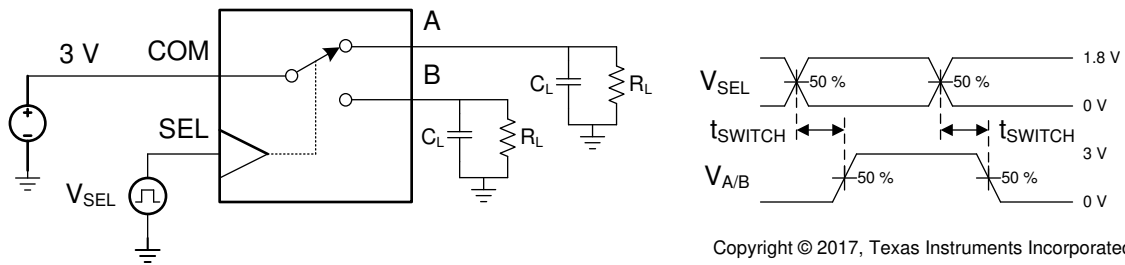 3 V
COM
A
B
SEL
C_L
R_L
C_L
R_L
V_SEL
V_SEL
50 %
50 %
1.8 V
0 V
t_SWITCH
t_SWITCH
V_A/B
50 %
50 %
3 V
0 V
Copyright © 2017, Texas Instruments Incorporated